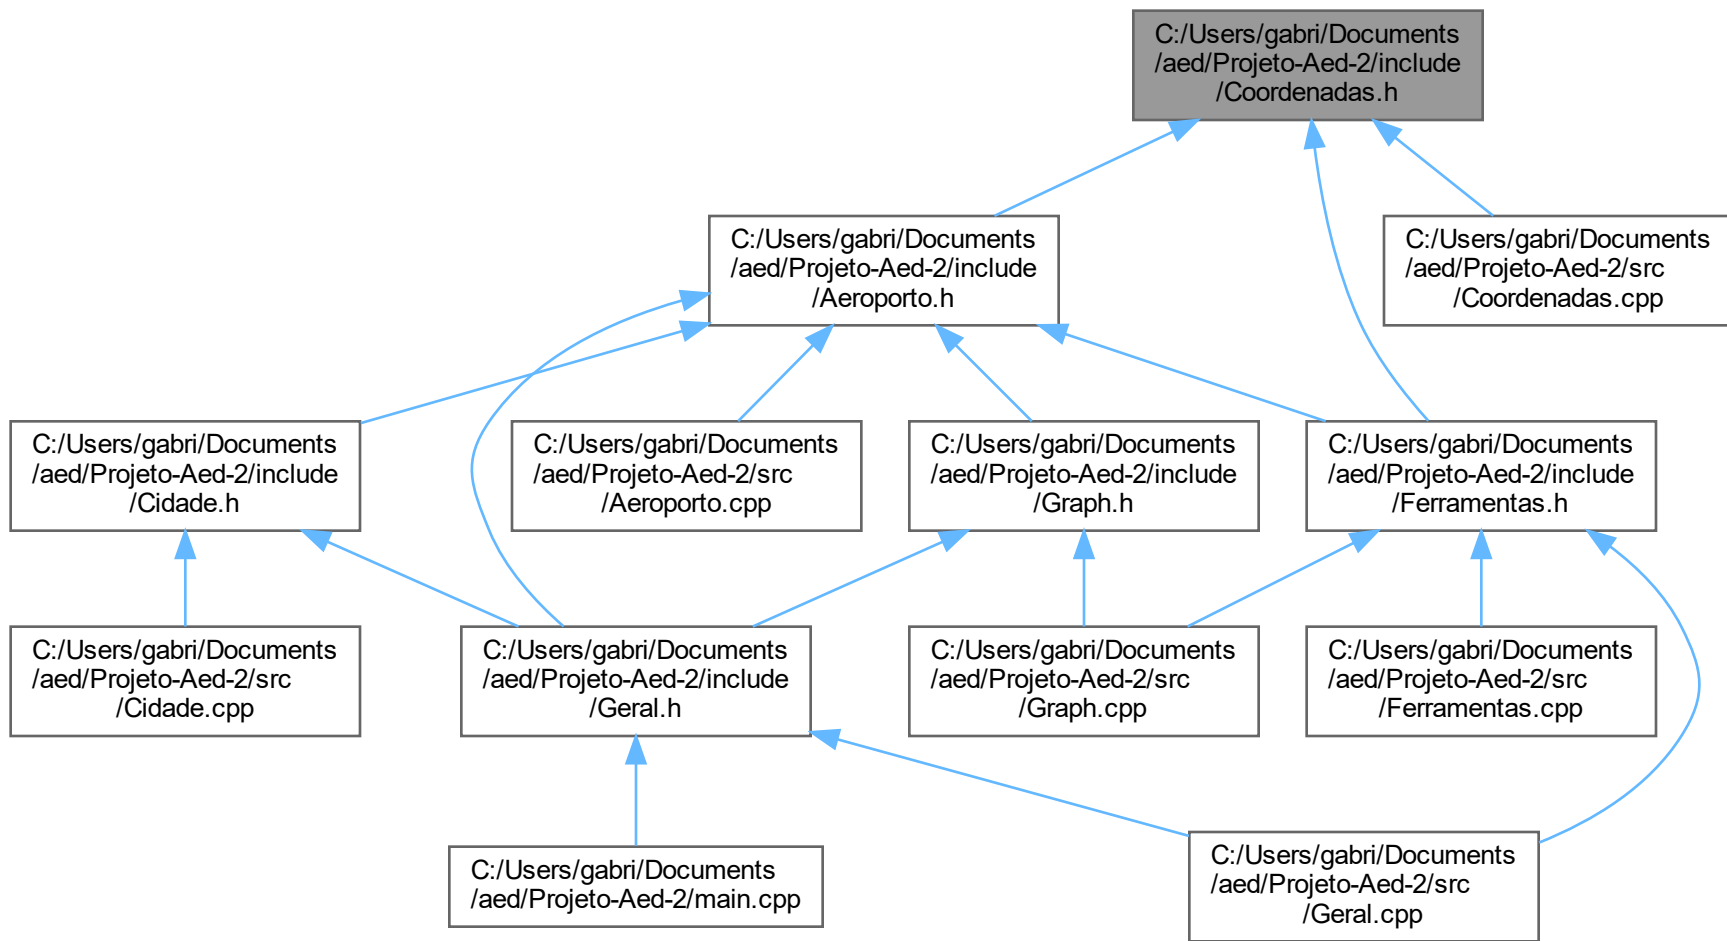 C:/Users/gabri/Documents
/aed/Projeto-Aed-2/include
/Coordenadas.h
C:/Users/gabri/Documents
/aed/Projeto-Aed-2/include
/Aeroporto.h
C:/Users/gabri/Documents
/aed/Projeto-Aed-2/src
/Coordenadas.cpp
C:/Users/gabri/Documents
/aed/Projeto-Aed-2/include
/Cidade.h
C:/Users/gabri/Documents
/aed/Projeto-Aed-2/src
/Aeroporto.cpp
C:/Users/gabri/Documents
/aed/Projeto-Aed-2/include
/Graph.h
C:/Users/gabri/Documents
/aed/Projeto-Aed-2/include
/Ferramentas.h
C:/Users/gabri/Documents
/aed/Projeto-Aed-2/src
/Cidade.cpp
C:/Users/gabri/Documents
/aed/Projeto-Aed-2/include
/Geral.h
C:/Users/gabri/Documents
/aed/Projeto-Aed-2/src
/Graph.cpp
C:/Users/gabri/Documents
/aed/Projeto-Aed-2/src
/Ferramentas.cpp
C:/Users/gabri/Documents
/aed/Projeto-Aed-2/main.cpp
C:/Users/gabri/Documents
/aed/Projeto-Aed-2/src
/Geral.cpp